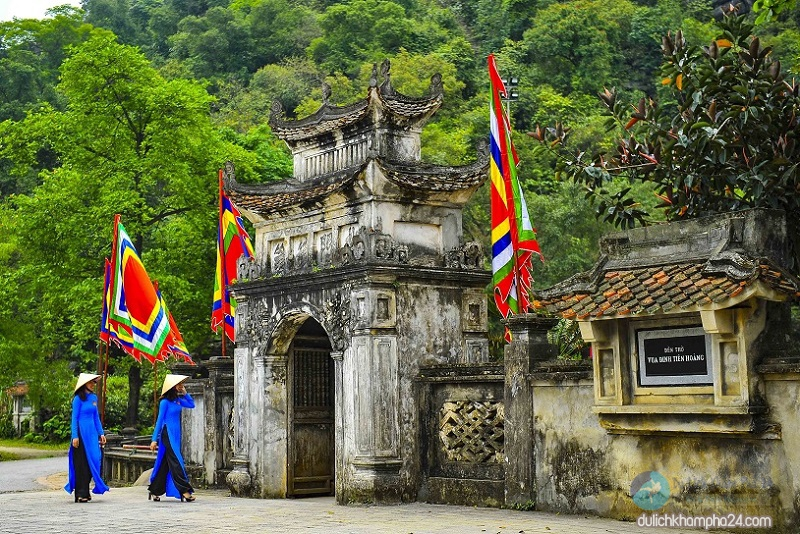 ĐỀN THỜ
VUA ĐINH TIÊN HOÀNG
dulichkhampha24.com